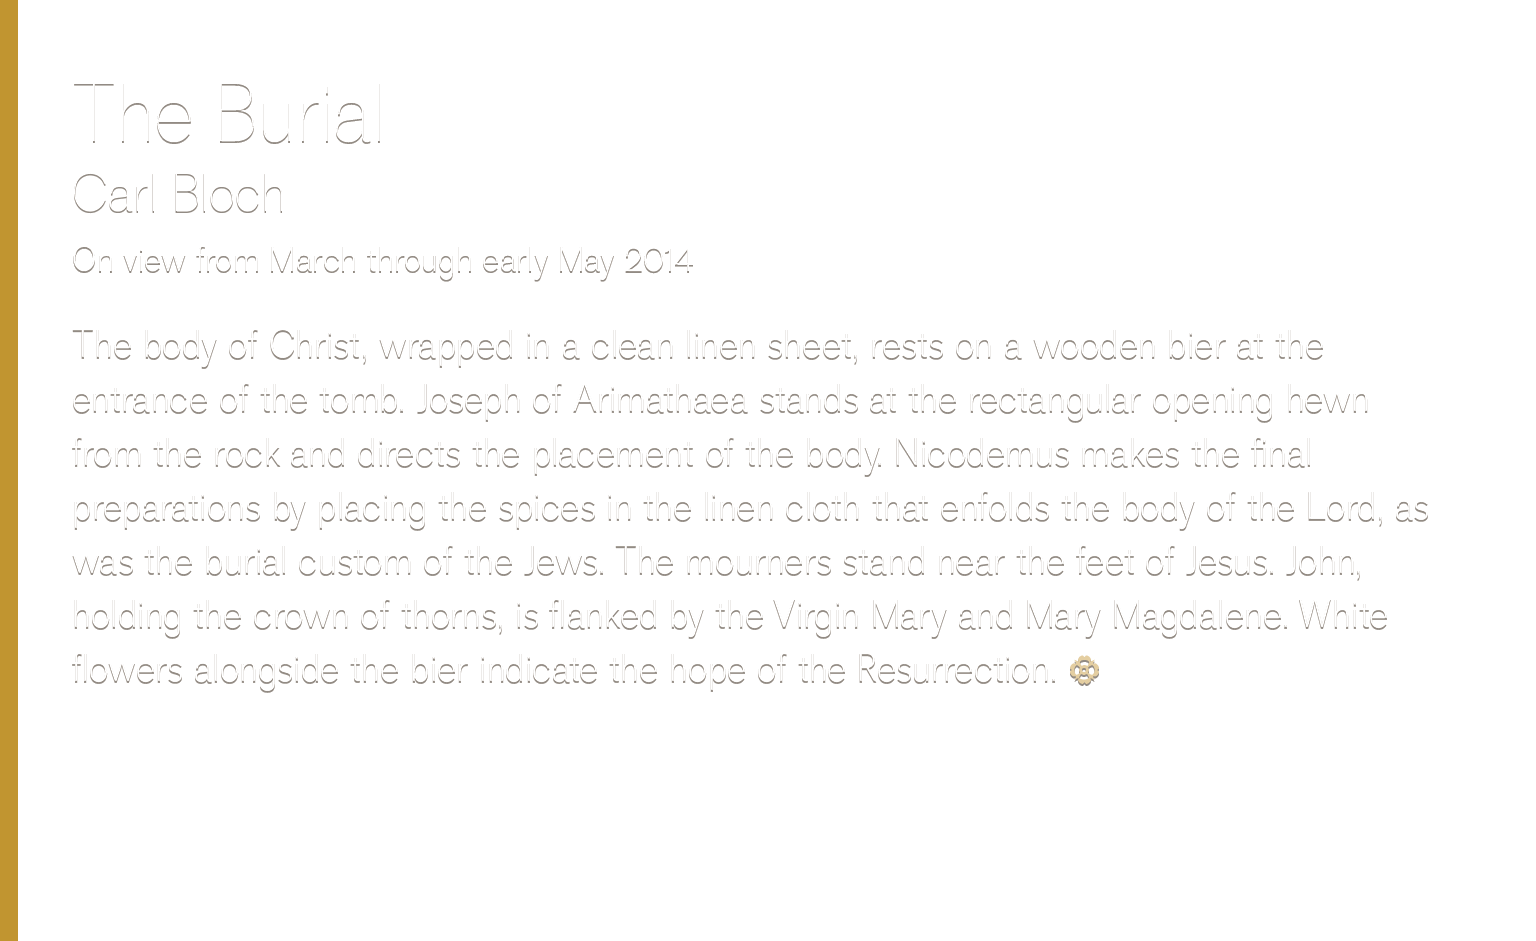 The Burial
Carl Bloch
On view from March through early May 2014
The body of Christ, wrapped in a clean linen sheet, rests on a wooden bier at the
entrance of the tomb. Joseph of Arimathaea stands at the rectangular opening hewn
from the rock and directs the placement of the body. Nicodemus makes the final
preparations by placing the spices in the linen cloth that enfolds the body of the Lord, as
was the burial custom of the Jews. The mourners stand near the feet of Jesus. John,
holding the crown of thorns, is flanked by the Virgin Mary and Mary Magdalene. White
flowers alongside the bier indicate the hope of the Resurrection.